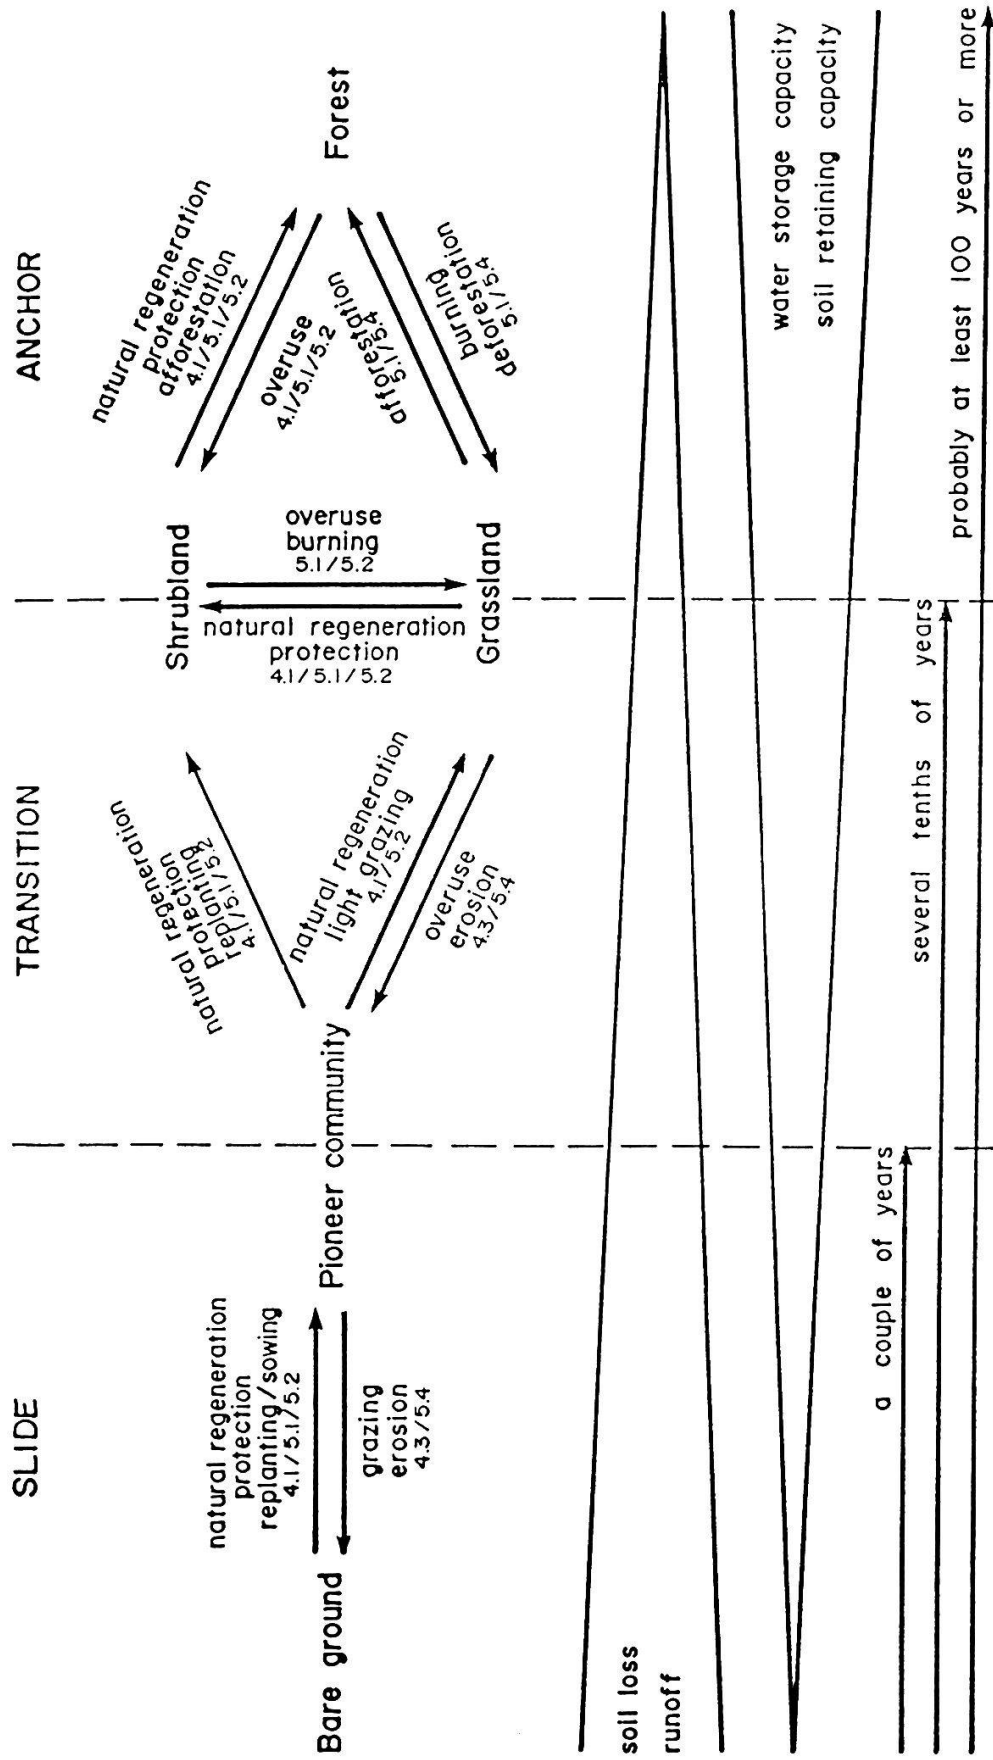 SLIDE
TRANSITION
ANCHOR
natural regeneration
protection
replanting/sowing
4.1/5.1/5.2
Bare ground
grazing
erosion
4.3/5.4
Pioneer community
natural regeneration
protection
replanting
4.1/5.1/5.2
natural regeneration
light grazing
4.1/5.2
overuse
erosion
4.3/5.4
Shrubland
natural regeneration
protection
4.1/5.1/5.2
overuse
burning
5.1/5.2
Grassland
natural regeneration
protection
afforestation
4.1/5.1/5.2
overuse
4.1/5.1/5.2
afforestation
5.1/5.4
burning
deforestation
5.1/5.4
Forest
soil loss
runoff
water storage capacity
soil retaining capacity
a couple of years
several tenths of years
probably at least 100 years or more